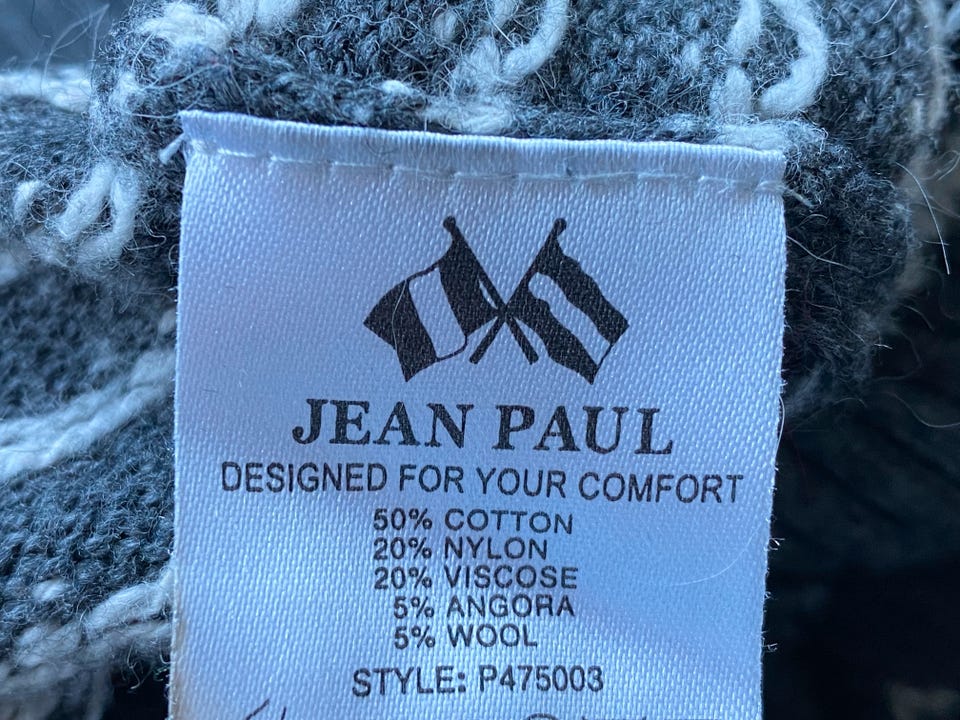 JEAN PAUL
DESIGNED FOR YOUR COMFORT
50% COTTON
20% NYLON
20% VISCOSE
5% ANGORA
5% WOOL
STYLE: P475003